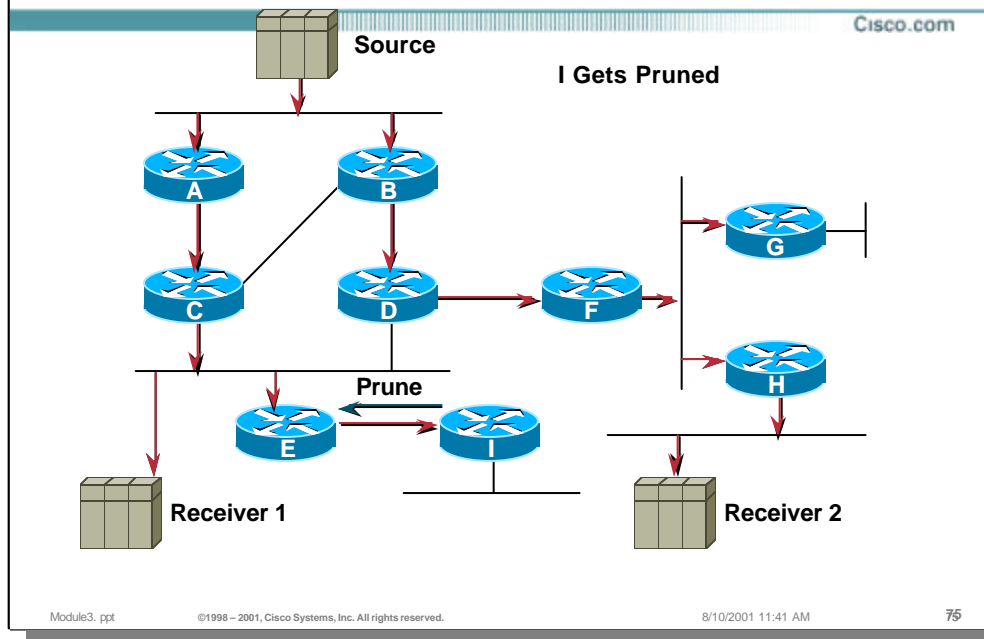 Cisco.com
Source
I Gets Pruned
A
B
G
C
D
F
H
Prune
E
I
Receiver 1
Receiver 2
Module3. ppt
©1998 – 2001, Cisco Systems, Inc. All rights reserved.
8/10/2001 11:41 AM
75